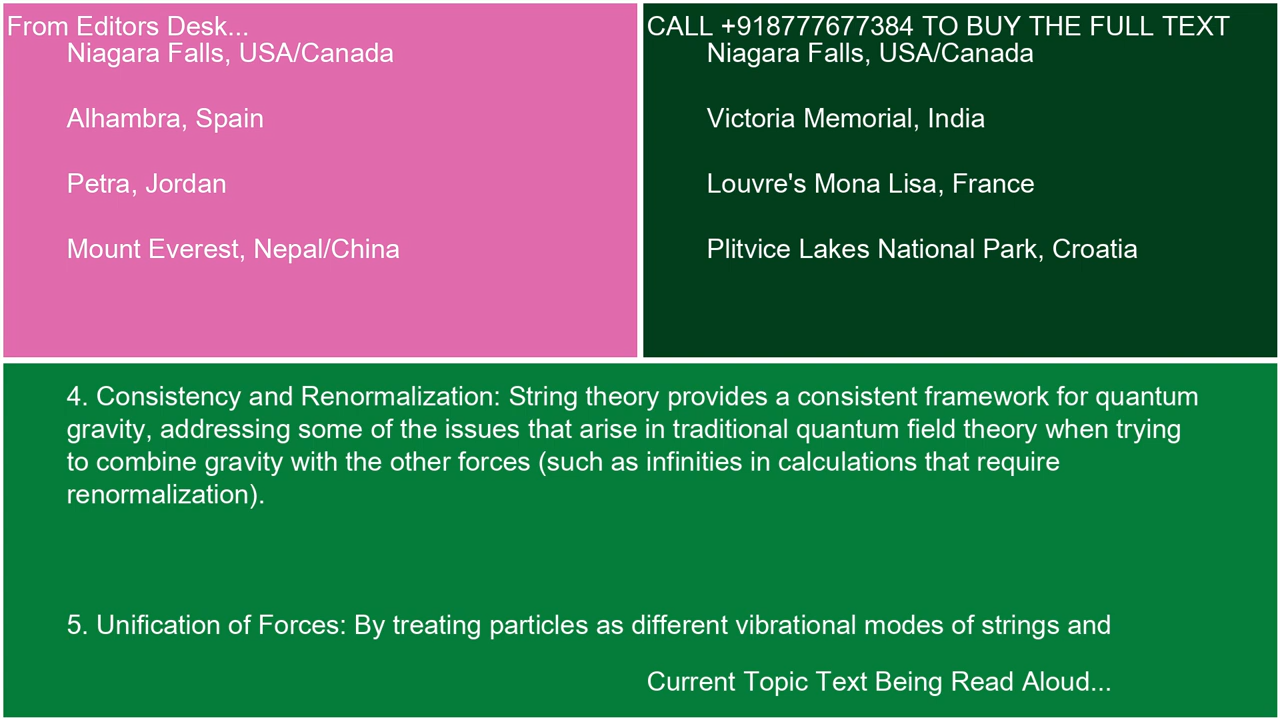 From Editors Desk...
Niagara Falls, USA/Canada
Alhambra, Spain
Petra, Jordan
Mount Everest, Nepal/China
CALL +918777677384 TO BUY THE FULL TEXT
Niagara Falls, USA/Canada
Victoria Memorial, India
Louvre's Mona Lisa, France
Plitvice Lakes National Park, Croatia
4. Consistency and Renormalization: String theory provides a consistent framework for quantum
gravity, addressing some of the issues that arise in traditional quantum field theory when trying
to combine gravity with the other forces (such as infinities in calculations that require
renormalization).
5. Unification of Forces: By treating particles as different vibrational modes of strings and
Current Topic Text Being Read Aloud...